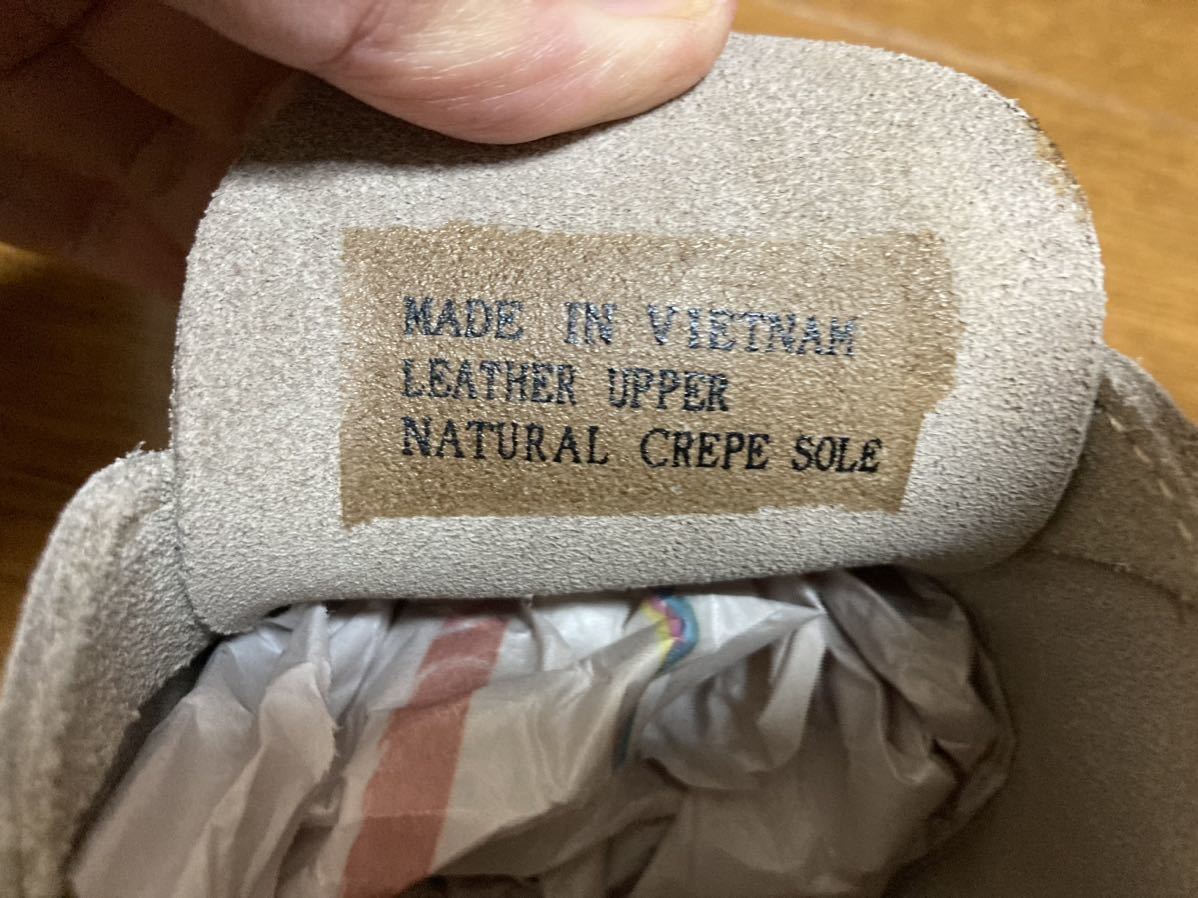 MADE IN VIETNAM
LEATHER UPPER
NATURAL CREPE SOLE